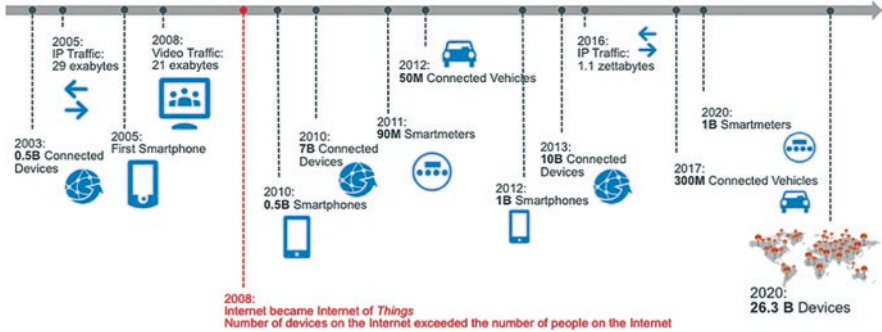 2005:
IP Traffic:
29 exabytes
2008:
Video Traffic:
21 exabytes
2003:
0.5B Connected
Devices
2005:
First Smartphone
2008:
Internet became Internet of Things
Number of devices on the Internet exceeded the number of people on the Internet
2010:
0.5B Smartphones
2010:
7B Connected
Devices
2011:
90M Smartmeters
2012:
50M Connected Vehicles
2012:
1B Smartphones
2013:
10B Connected
Devices
2016:
IP Traffic:
1.1 zettabytes
2017:
300M Connected Vehicles
2020:
1B Smartmeters
2020:
26.3 B Devices